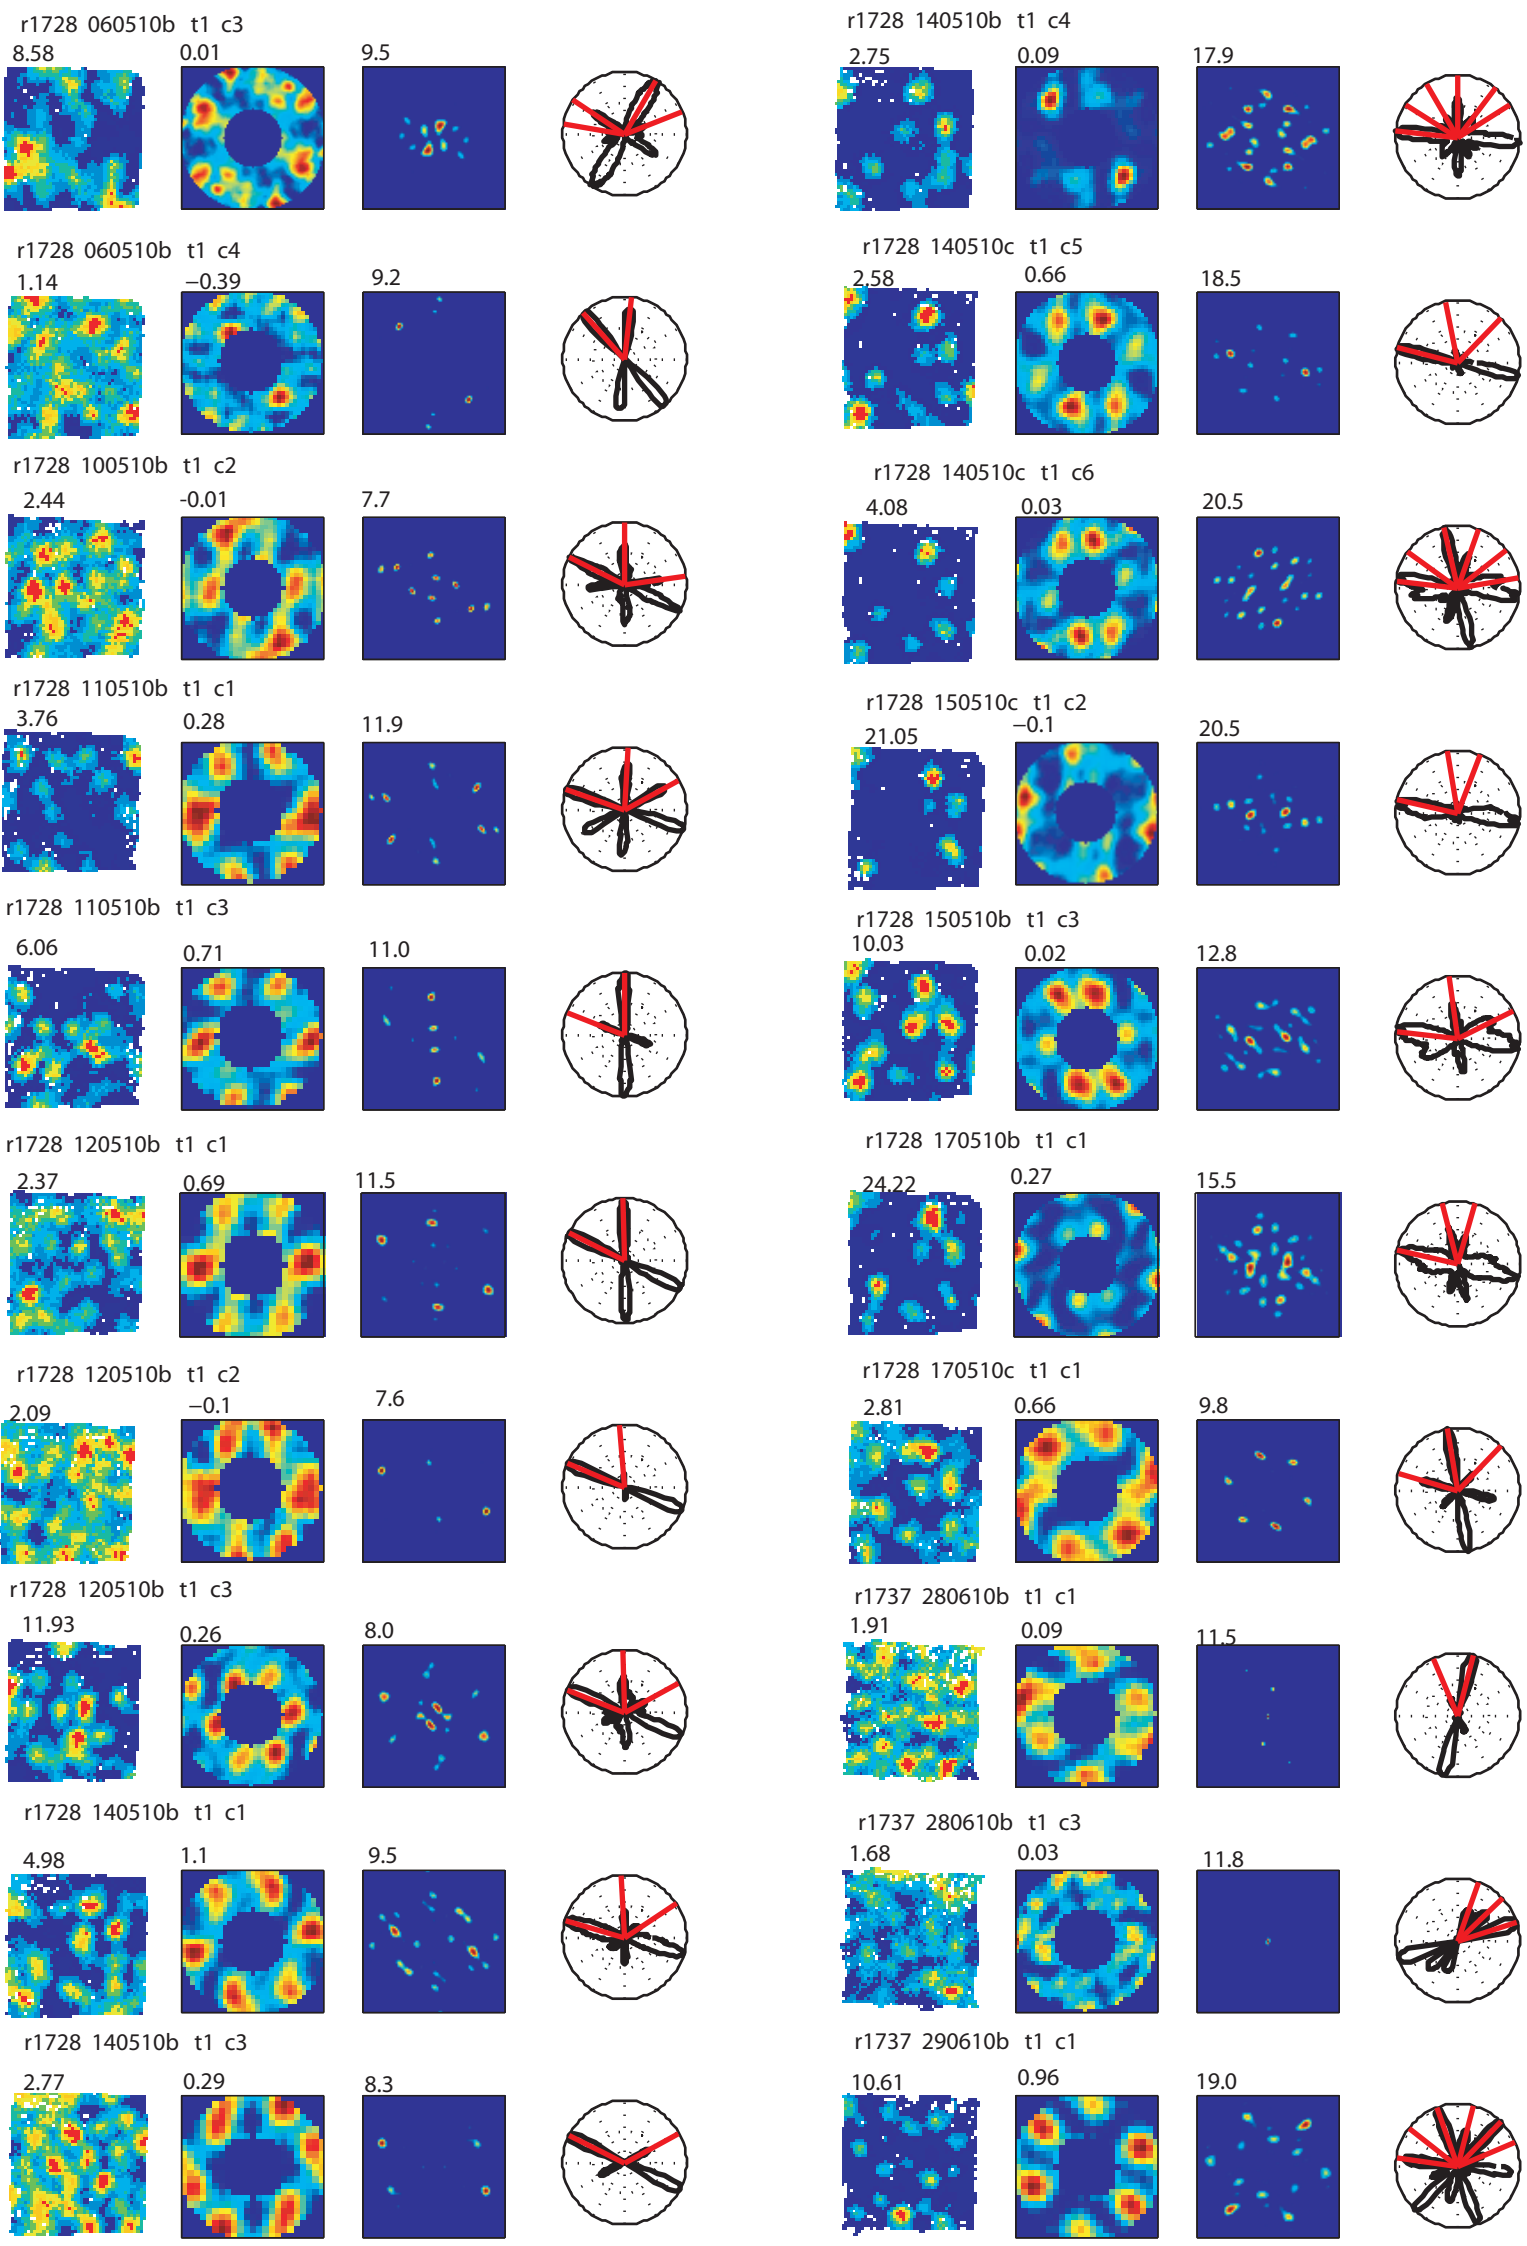 r1728 060510b t1 c3
8.58 0.01 9.5
r1728 060510b t1 c4
1.14 −0.39 9.2
r1728 100510b t1 c2
2.44 -0.01 7.7
r1728 110510b t1 c1
3.76 0.28 11.9
r1728 110510b t1 c3
6.06 0.71 11.0
r1728 120510b t1 c1
2.37 0.69 11.5
r1728 120510b t1 c2
2.09 −0.1 7.6
r1728 120510b t1 c3
11.93 0.26 8.0
r1728 140510b t1 c1
4.98 1.1 9.5
r1728 140510b t1 c3
2.77 0.29 8.3
r1728 140510b t1 c4
2.75 0.09 17.9
r1728 140510c t1 c5
2,58 0.66 18.5
r1728 140510c t1 c6
4.08 0.03 20.5
r1728 150510c t1 c2
21.05 −0.1 20.5
r1728 150510b t1 c3
10.03 0.02 12.8
r1728 170510b t1 c1
24.22 0.27 15.5
r1728 170510c t1 c1
2.81 0.66 9.8
r1737 280610b t1 c1
1.91 0.09 11.5
r1737 280610b t1 c3
1.68 0.03 11.8
r1737 290610b t1 c1
10.61 0.96 19.0